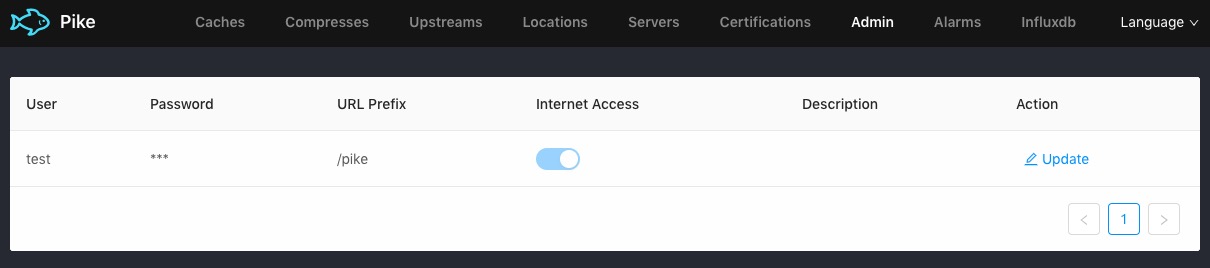 Pike Caches Compresses Upstreams Locations Servers Certifications Admin Alarms Influxdb Language
User Password URL Prefix Internet Access Description Action
test *** /pike Update
1